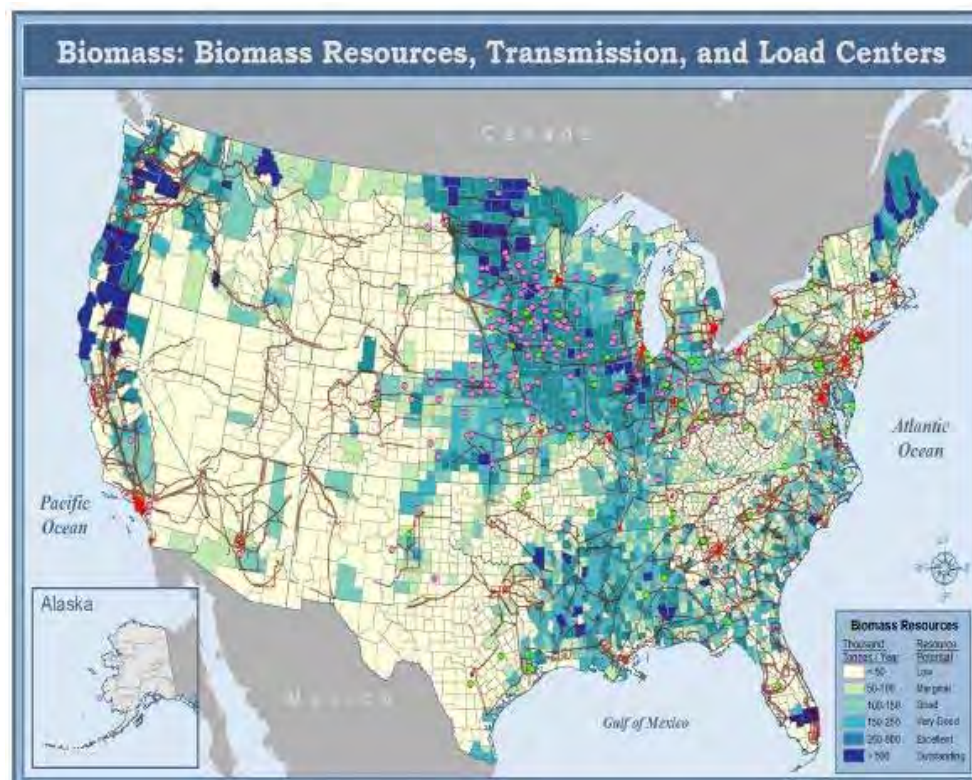 Biomass: Biomass Resources, Transmission, and Load Centers
Canada
Pacific
Ocean
Atlantic
Ocean
Alaska
Mexico
Gulf of Mexico
Biomass Resources
Thousand Resource
Tonnes / Year Potential
< 50 Low
50-100 Marginal
100-150 Good
150-250 Very Good
250-500 Excellent
> 500 Outstanding